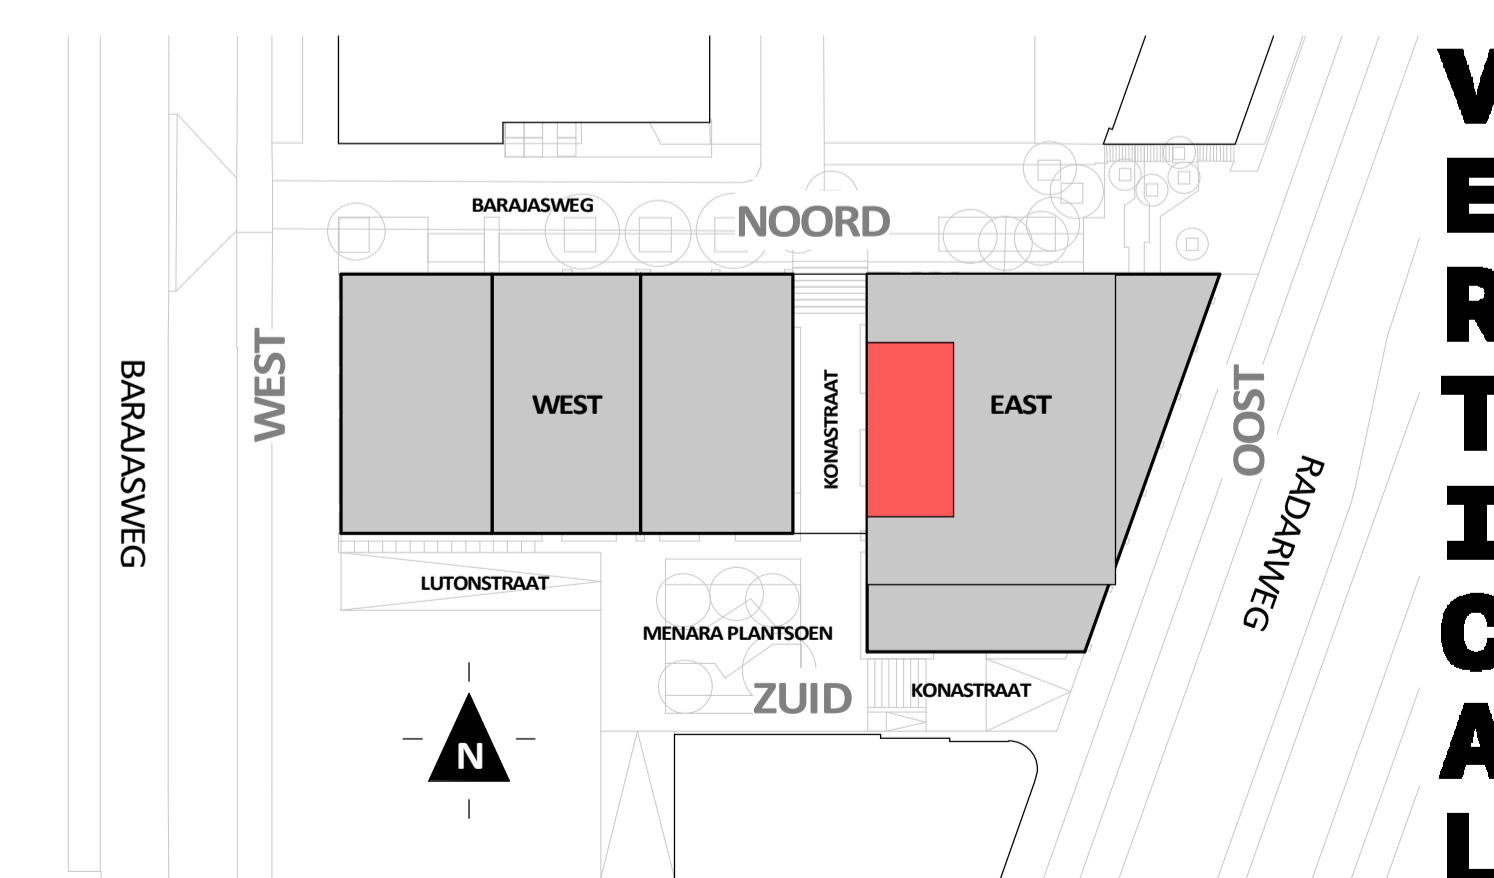 BARAJASWEG
NOORD
WEST
BARAJASWEG
WEST
KONASTRAAT
EAST
OOST
RADARWEG
LUTONSTRAAT
MENARA PLANTSOEN
ZUID
KONASTRAAT
N
VERTICAL